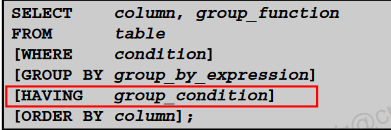 SELECT column, group_function
FROM table
[WHERE condition]
[GROUP BY group_by_expression]
[HAVING group_condition]
[ORDER BY column];